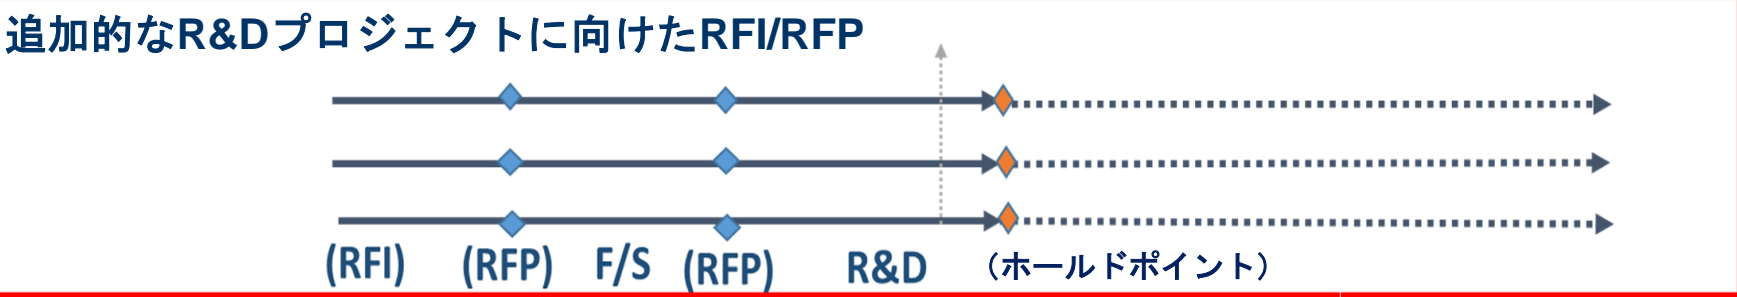 追加的なR&Dプロジェクトに向けたRFI/RFP
(RFI) (RFP) F/S (RFP) R&D （ホールドポイント）